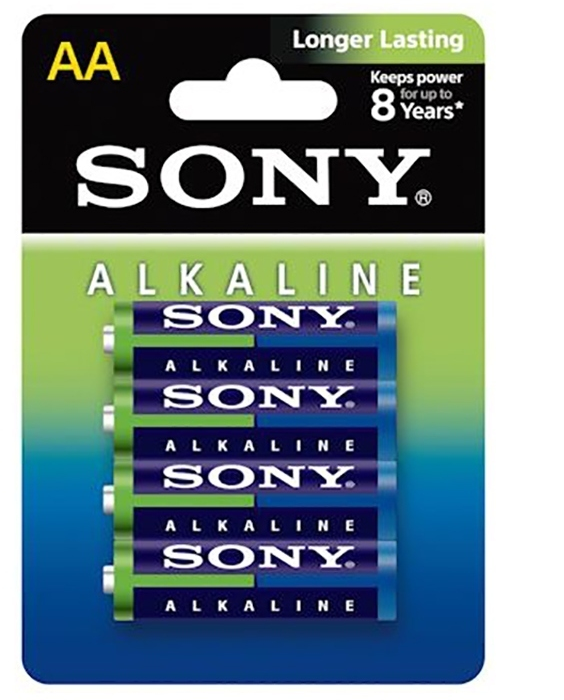 AA
Longer Lasting
Keeps power
8 for up to
Years*
SONY®
ALKALINE
SONY®
ALKALINE
SONY®
ALKALINE
SONY®
ALKALINE
SONY®
ALKALINE